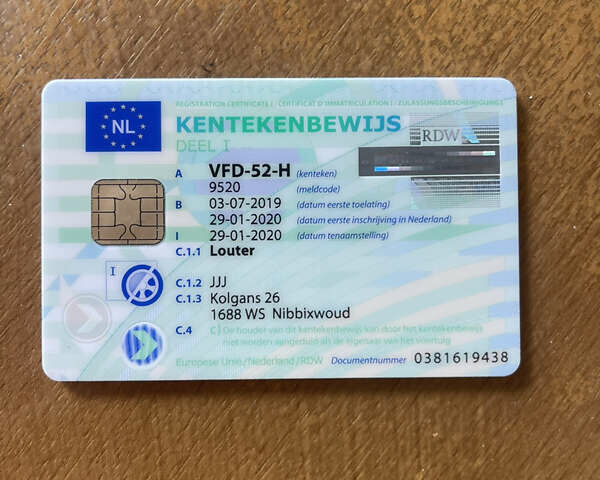 REGISTRATION CERTIFICATE I / CERTIFICAT D'IMMATRICULATION I / ZULASSUNGSBESCHEINIGUNG I
NL
KENTEKENBEWIJS
DEEL I
RDW
A VFD-52-H (kenteken)
9520 (meldcode)
B 03-07-2019 (datum eerste toelating)
29-01-2020 (datum eerste inschrijving in Nederland)
I 29-01-2020 (datum tenaamstelling)
C.1.1 Louter
I
C.1.2 JJJ
C.1.3 Kolgans 26
1688 WS Nibbixwoud
C.4 C | De houder van dit kentekenbewijs kan door het kentekenbewijs
niet worden aangeduid als de eigenaar van het voertuig
Europese Unie/Nederland/RDW Documentnummer 0381619438